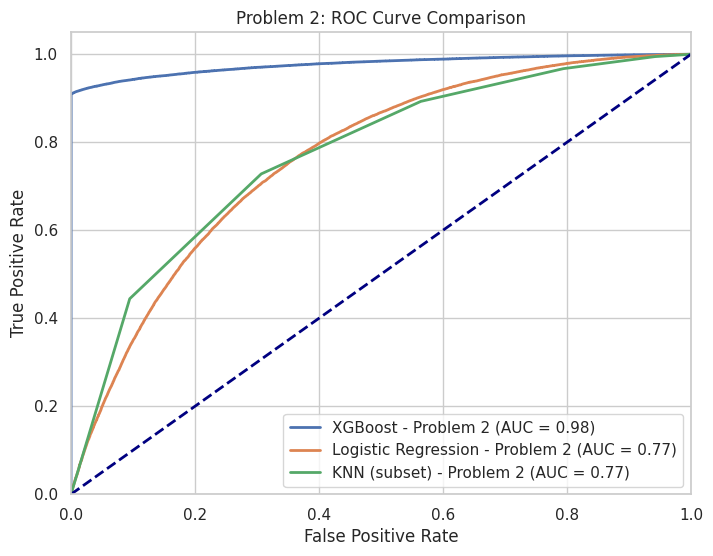 Problem 2: ROC Curve Comparison
True Positive Rate
1.0
0.8
0.6
0.4
0.2
0.0
XGBoost - Problem 2 (AUC = 0.98)
Logistic Regression - Problem 2 (AUC = 0.77)
KNN (subset) - Problem 2 (AUC = 0.77)
0.0 0.2 0.4 0.6 0.8 1.0
False Positive Rate